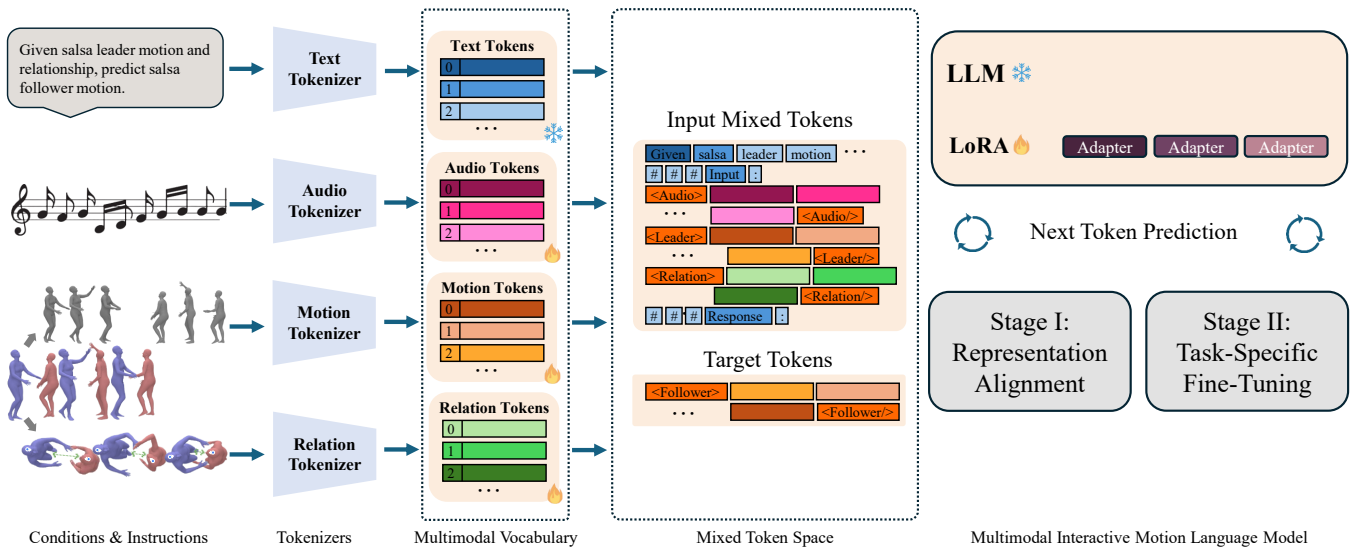 Given salsa leader motion and
relationship, predict salsa
follower motion.
Text
Tokenizer
Text Tokens
0
1
2
...
Audio
Tokenizer
Audio Tokens
0
1
2
...
Motion
Tokenizer
Motion Tokens
0
1
2
...
Relation
Tokenizer
Relation Tokens
0
1
2
...
Input Mixed Tokens
Given salsa leader motion ...
# # # Input :
<Audio>
... <Audio/>
<Leader>
... <Leader/>
<Relation>
<Relation/>
# # # Response :
Target Tokens
<Follower>
... <Follower/>
LLM
LoRA Adapter Adapter Adapter
Next Token Prediction
Stage I:
Representation
Alignment
Stage II:
Task-Specific
Fine-Tuning
Conditions & Instructions
Tokenizers
Multimodal Vocabulary
Mixed Token Space
Multimodal Interactive Motion Language Model